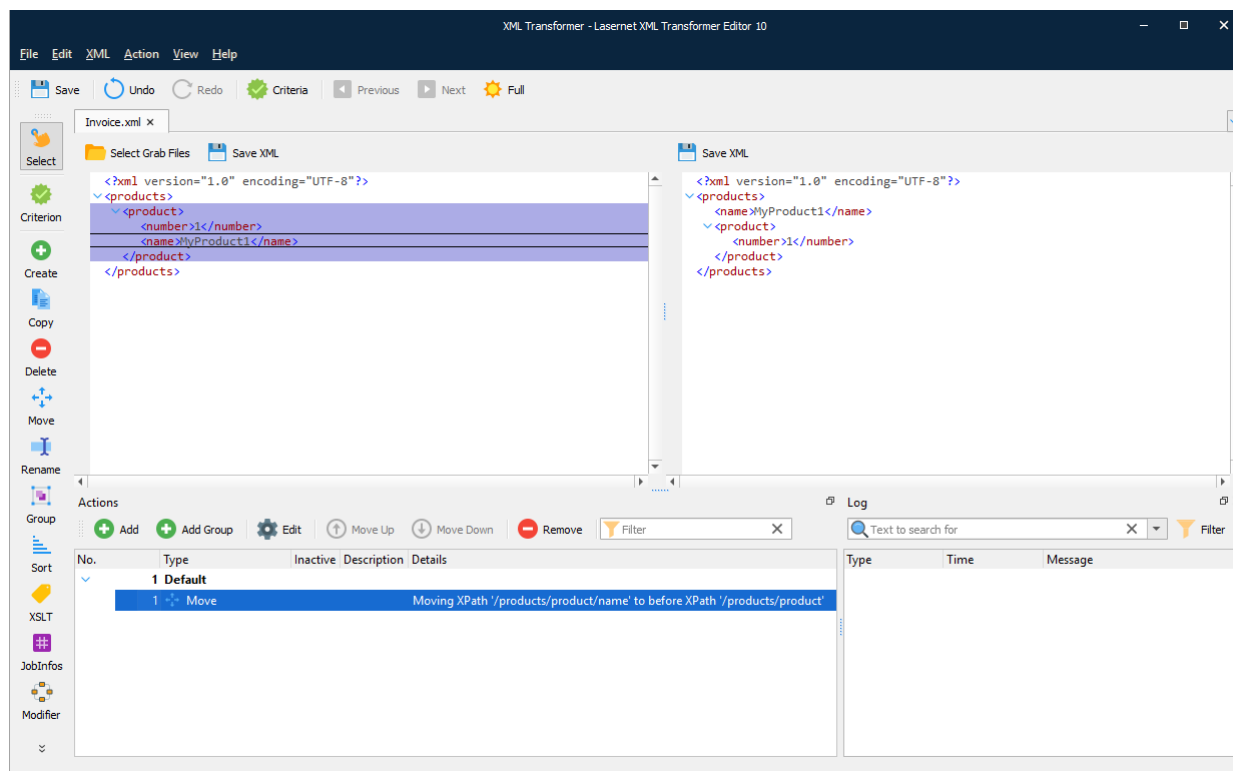 XML Transformer - Lasernet XML Transformer Editor 10
File Edit XML Action View Help
Save Undo Redo Criteria Previous Next Full
Invoice.xml
Select
Criterion
Create
Copy
Delete
Move
Rename
Group
Sort
XSLT
JobInfos
Modifier
Select Grab Files Save XML
<?xml version="1.0" encoding="UTF-8"?>
<products>
<product>
<number>1</number>
<name>MyProduct1</name>
</product>
</products>
Save XML
<?xml version="1.0" encoding="UTF-8"?>
<products>
<name>MyProduct1</name>
<product>
<number>1</number>
</product>
</products>
Actions
Add Add Group Edit Move Up Move Down Remove Filter
No. Type Inactive Description Details
1 Default
1 Move Moving XPath '/products/product/name' to before XPath '/products/product'
Log
Text to search for Filter
Type Time Message